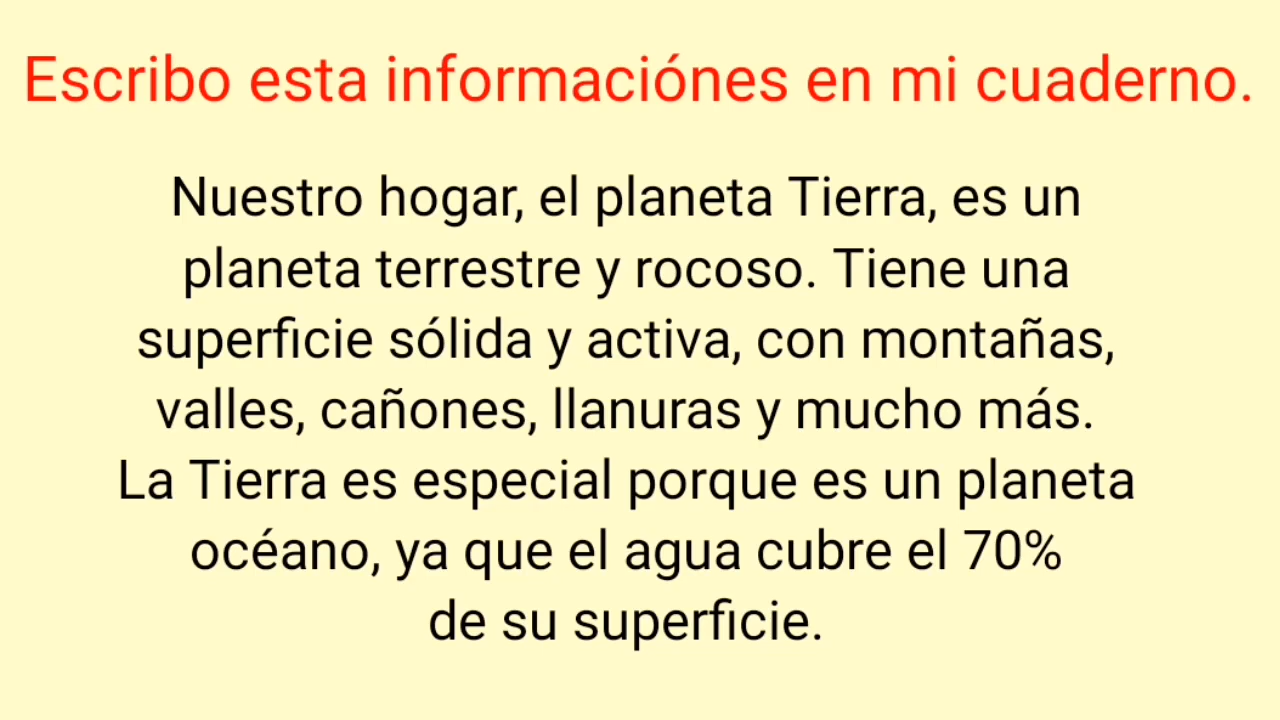 Escribo esta informaciónes en mi cuaderno.
Nuestro hogar, el planeta Tierra, es un
planeta terrestre y rocoso. Tiene una
superficie sólida y activa, con montañas,
valles, cañones, llanuras y mucho más.
La Tierra es especial porque es un planeta
océano, ya que el agua cubre el 70%
de su superficie.